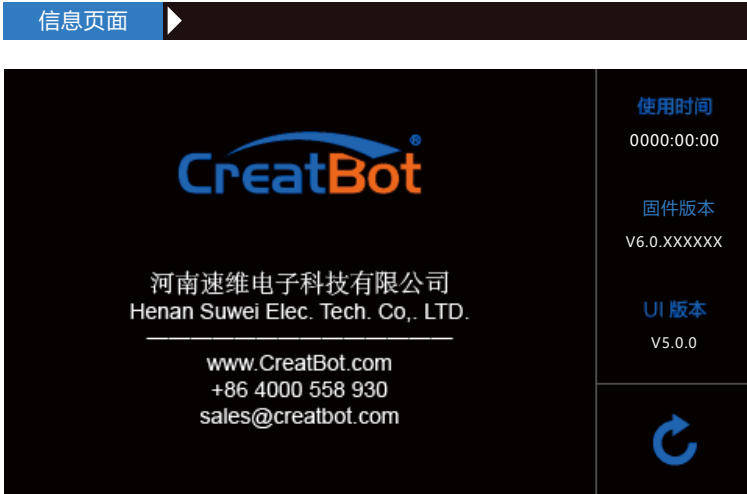 信息页面
CreatBot®
河南速维电子科技有限公司
Henan Suwei Elec. Tech. Co,. LTD.
www.CreatBot.com
+86 4000 558 930
sales@creatbot.com
使用时间
0000:00:00
固件版本
V6.0.XXXXXX
UI 版本
V5.0.0